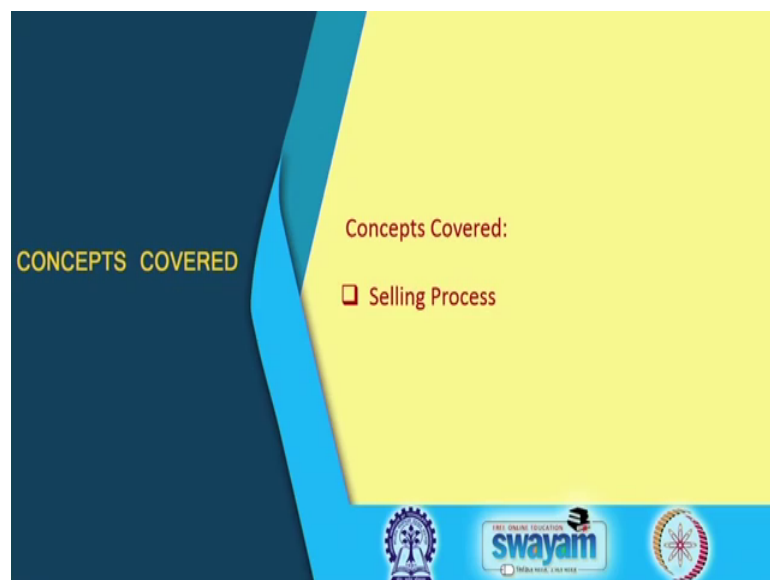 CONCEPTS COVERED
Concepts Covered:
Selling Process
FREE ONLINE EDUCATION
swayam